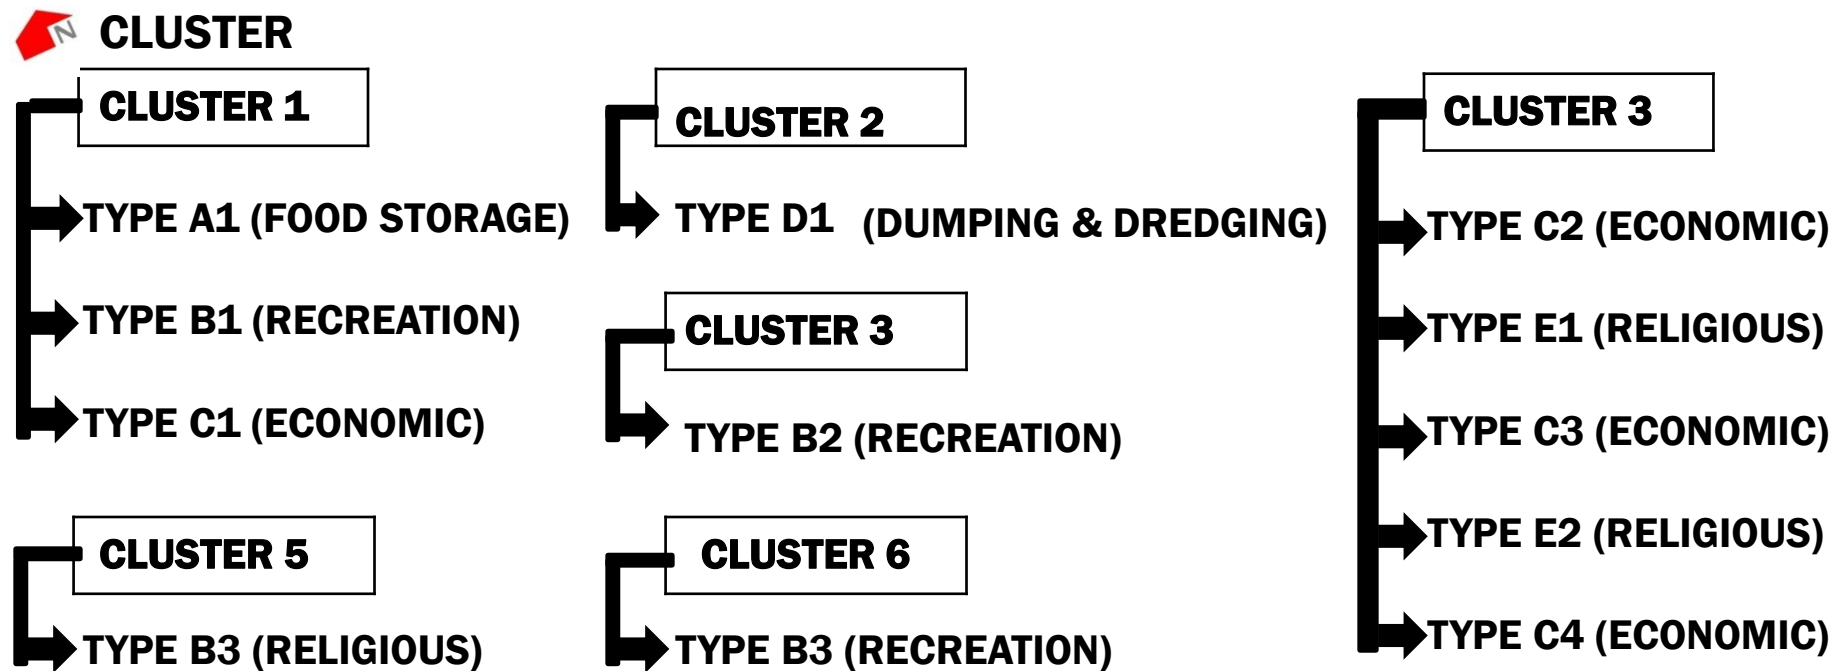 N
CLUSTER
CLUSTER 1
TYPE A1 (FOOD STORAGE)
TYPE B1 (RECREATION)
TYPE C1 (ECONOMIC)
CLUSTER 2
TYPE D1 (DUMPING & DREDGING)
CLUSTER 3
TYPE B2 (RECREATION)
CLUSTER 3
TYPE C2 (ECONOMIC)
TYPE E1 (RELIGIOUS)
TYPE C3 (ECONOMIC)
TYPE E2 (RELIGIOUS)
TYPE C4 (ECONOMIC)
CLUSTER 5
TYPE B3 (RELIGIOUS)
CLUSTER 6
TYPE B3 (RECREATION)